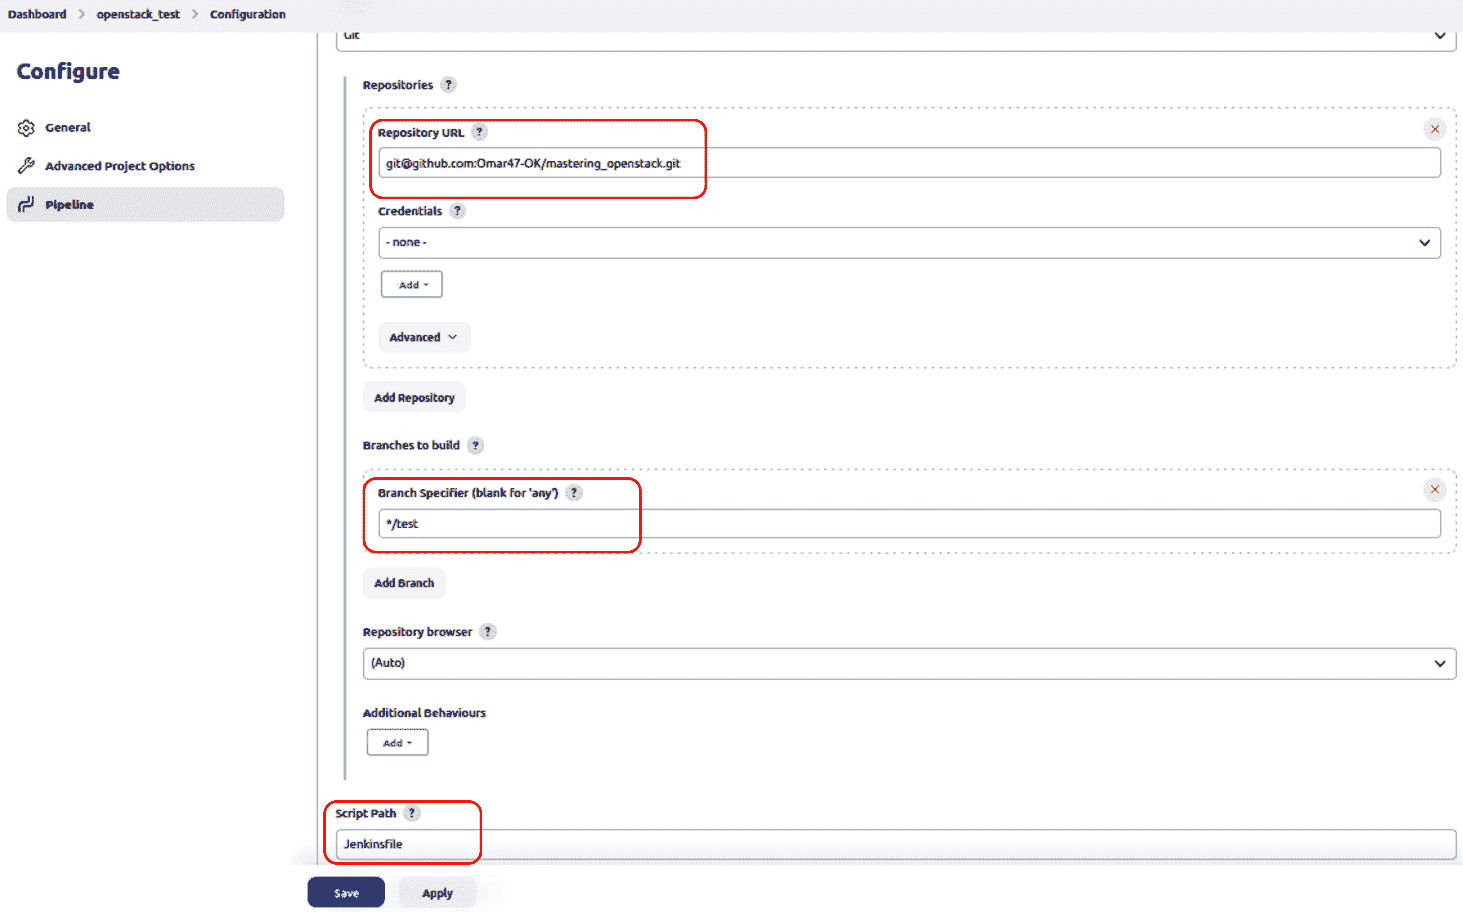 Dashboard > openstack_test > Configuration
Configure
General
Advanced Project Options
Pipeline
Git
Repositories ?
Repository URL ?
git@github.com:Omar47-OK/mastering_openstack.git
Credentials ?
- none -
Add
Advanced
Add Repository
Branches to build ?
Branch Specifier (blank for 'any') ?
*/test
Add Branch
Repository browser ?
(Auto)
Additional Behaviours
Add
Script Path ?
Jenkinsfile
Save Apply